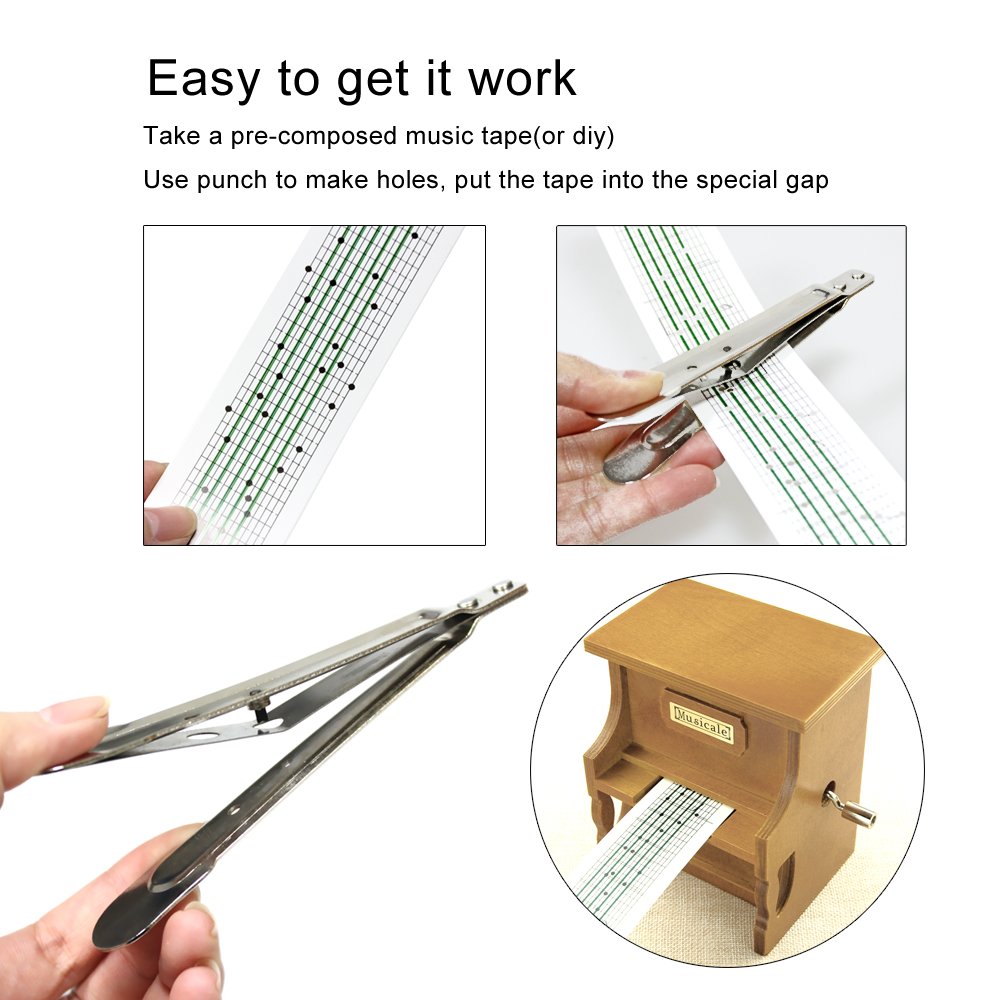 Easy to get it work
Take a pre-composed music tape(or diy)
Use punch to make holes, put the tape into the special gap
Musicale